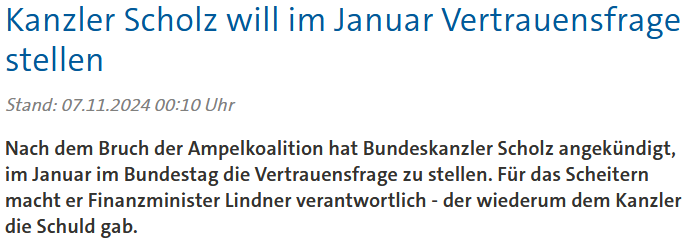 Kanzler Scholz will im Januar Vertrauensfrage
stellen
Stand: 07.11.2024 00:10 Uhr
Nach dem Bruch der Ampelkoalition hat Bundeskanzler Scholz angekündigt,
im Januar im Bundestag die Vertrauensfrage zu stellen. Für das Scheitern
macht er Finanzminister Lindner verantwortlich - der wiederum dem Kanzler
die Schuld gab.